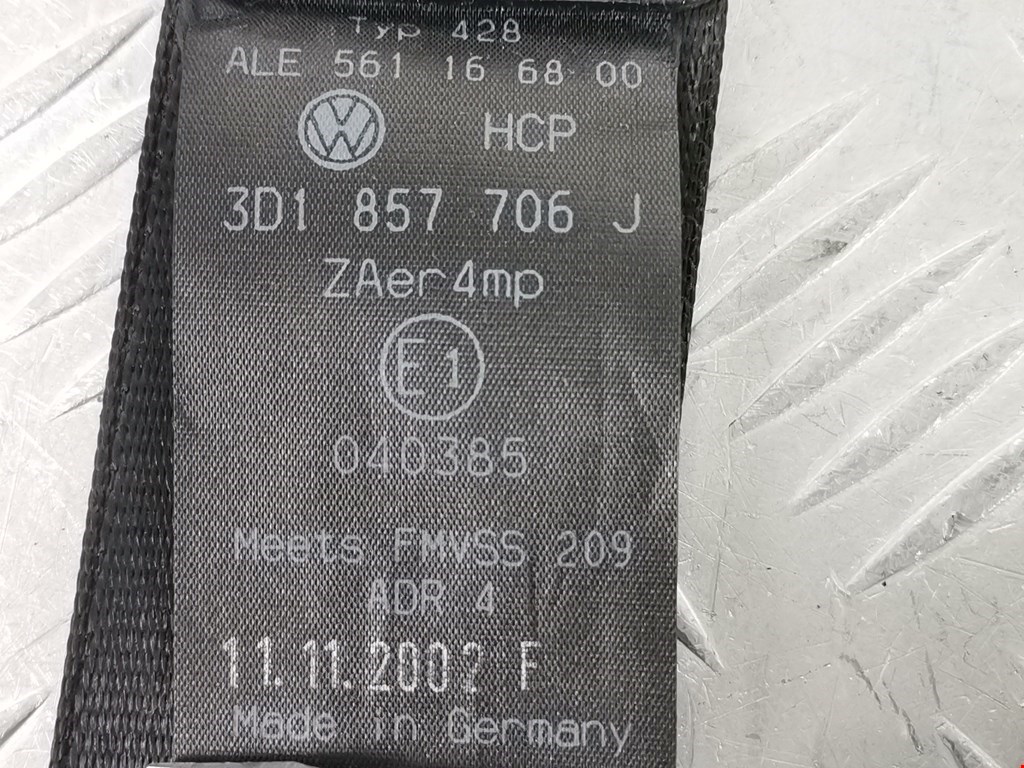 Typ 428
ALE 561 16 68 00
VW HCP
3D1 857 706 J
ZAer4mp
E1
040385
Meets FMVSS 209
ADR 4
11.11.2002 F
Made in Germany